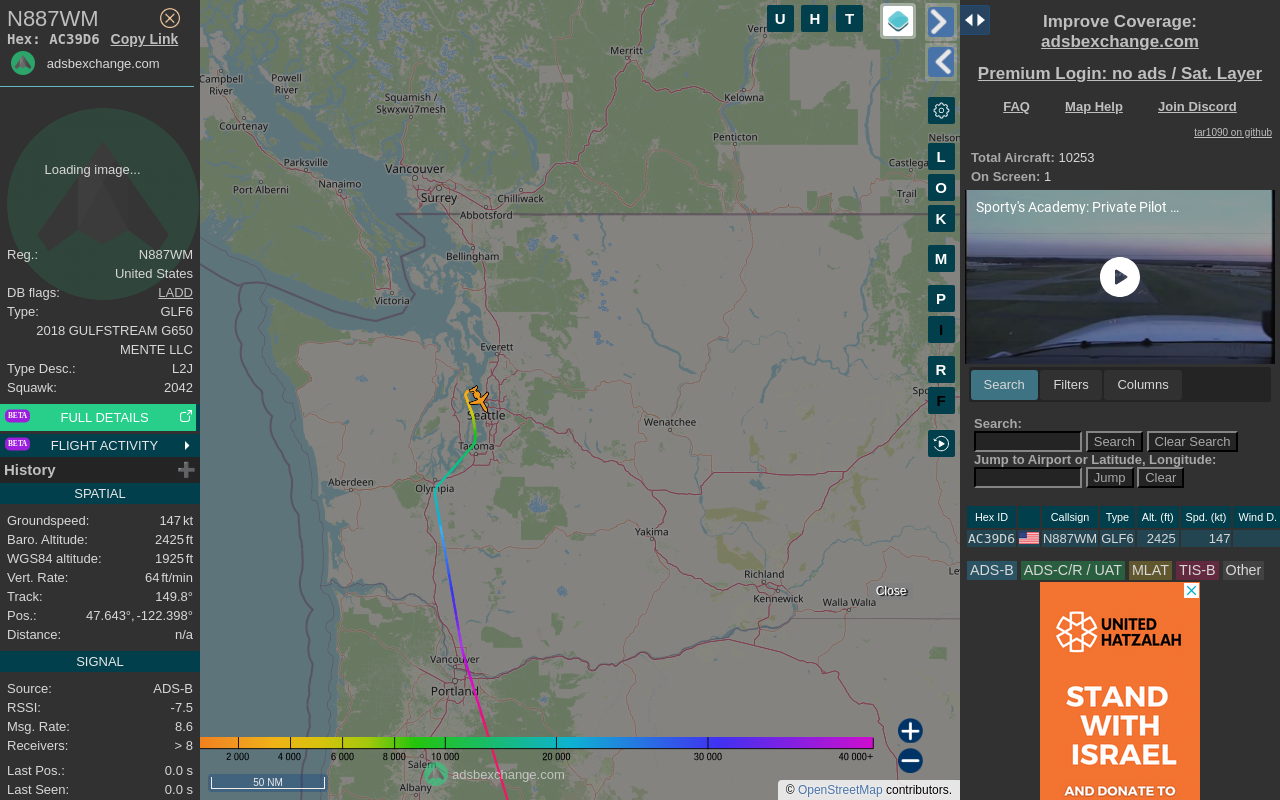 N887WM
Hex: AC39D6 Copy Link
adsbexchange.com
Loading image...
Reg.: N887WM
United States
DB flags: LADD
Type: GLF6
2018 GULFSTREAM G650
MENTE LLC
Type Desc.: L2J
Squawk: 2042
BETA FULL DETAILS
BETA FLIGHT ACTIVITY
History
SPATIAL
Groundspeed: 147 kt
Baro. Altitude: 2425 ft
WGS84 altitude: 1925 ft
Vert. Rate: 64 ft/min
Track: 149.8°
Pos.: 47.643°, -122.398°
Distance: n/a
SIGNAL
Source: ADS-B
RSSI: -7.5
Msg. Rate: 8.6
Receivers: > 8
Last Pos.: 0.0 s
Last Seen: 0.0 s
U H T
L
O
K
M
P
I
R
F
Merritt
Campbell
River
Powell
River
Squamish /
Sḵwx̱wú7mesh
Kelowna
Courtenay
Penticton
Nelson
Parksville
Vancouver
Nanaimo
Port Alberni
Surrey
Chilliwack
Trail
Abbotsford
Bellingham
Victoria
Everett
Seattle
Wenatchee
Tacoma
Aberdeen
Olympia
Yakima
Richland
Kennewick
Walla Walla
Close
Vancouver
Portland
Salem
Albany
2 000 4 000 6 000 8 000 10 000 20 000 30 000 40 000+
adsbexchange.com
50 NM
© OpenStreetMap contributors.
Improve Coverage:
adsbexchange.com
Premium Login: no ads / Sat. Layer
FAQ Map Help Join Discord
tar1090 on github
Total Aircraft: 10253
On Screen: 1
Sporty's Academy: Private Pilot ...
Search Filters Columns
Search:
Search Clear Search
Jump to Airport or Latitude, Longitude:
Jump Clear
Hex ID Callsign Type Alt. (ft) Spd. (kt) Wind D.
AC39D6 N887WM GLF6 2425 147
ADS-B ADS-C/R / UAT MLAT TIS-B Other
UNITED
HATZALAH
STAND
WITH
ISRAEL
AND DONATE TO